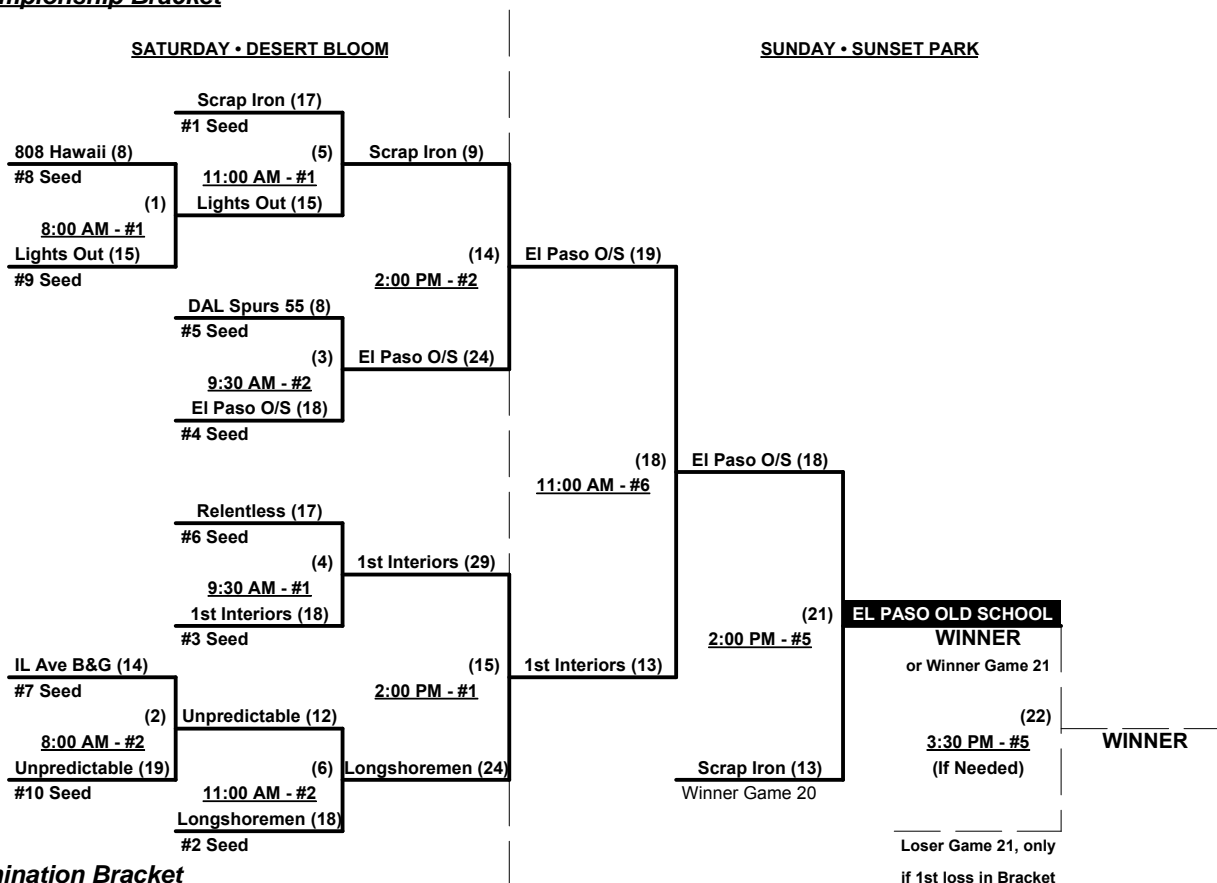 mpionship Bracket
SATURDAY • DESERT BLOOM
SUNDAY • SUNSET PARK
Scrap Iron (17)
#1 Seed
808 Hawaii (8)
(5)
Scrap Iron (9)
#8 Seed
11:00 AM - #1
(1)
Lights Out (15)
8:00 AM - #1
Lights Out (15)
(14)
El Paso O/S (19)
#9 Seed
2:00 PM - #2
DAL Spurs 55 (8)
#5 Seed
(3)
El Paso O/S (24)
9:30 AM - #2
El Paso O/S (18)
#4 Seed
(18)
El Paso O/S (18)
11:00 AM - #6
Relentless (17)
#6 Seed
(4)
1st Interiors (29)
9:30 AM - #1
1st Interiors (18)
(21)
EL PASO OLD SCHOOL
#3 Seed
2:00 PM - #5
WINNER
IL Ave B&G (14)
(15)
1st Interiors (13)
or Winner Game 21
#7 Seed
2:00 PM - #1
(2)
Unpredictable (12)
(22)
8:00 AM - #2
3:30 PM - #5
WINNER
Unpredictable (19)
(6)
Longshoremen (24)
Scrap Iron (13)
(If Needed)
#10 Seed
11:00 AM - #2
Winner Game 20
Longshoremen (18)
#2 Seed
Loser Game 21, only
mination Bracket
if 1st loss in Bracket